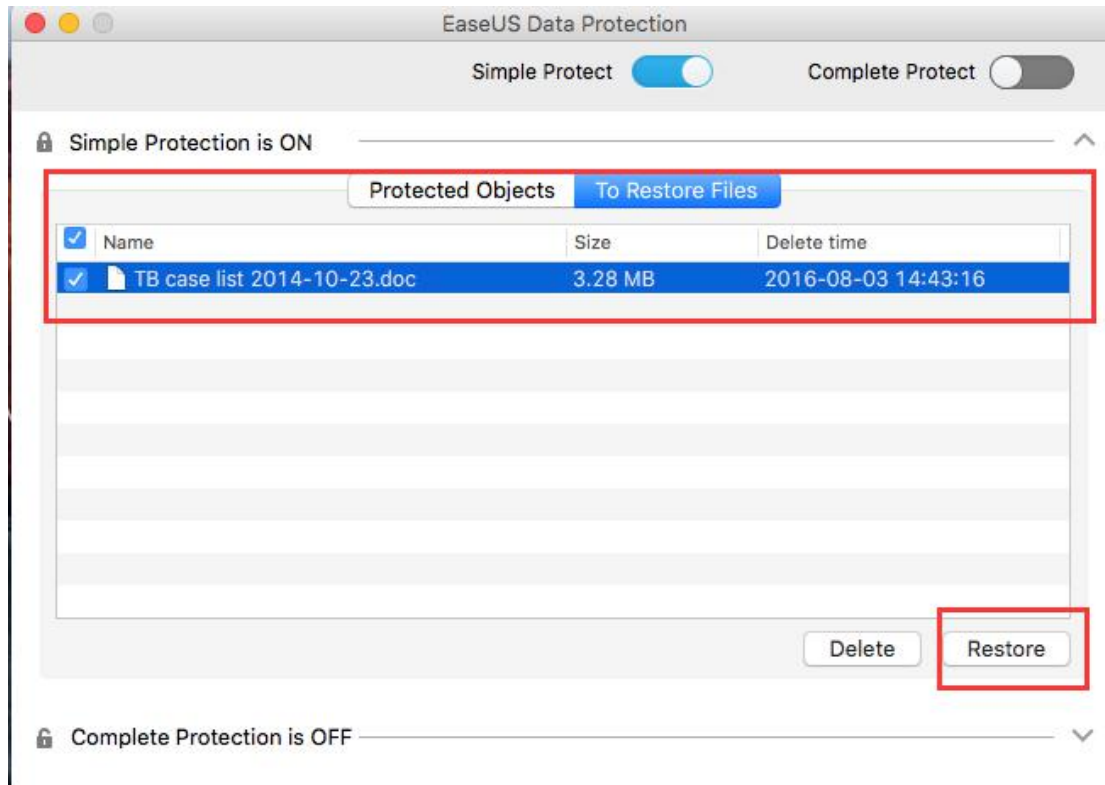 EaseUS Data Protection
Simple Protect Complete Protect
Simple Protection is ON
Protected Objects To Restore Files
Name Size Delete time
TB case list 2014-10-23.doc 3.28 MB 2016-08-03 14:43:16
Delete Restore
Complete Protection is OFF